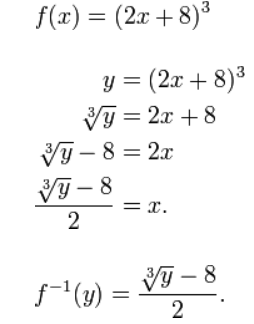 f(x) = (2x + 8)³
y = (2x + 8)³
∛y = 2x + 8
∛y − 8 = 2x
(∛y − 8)/2 = x.
f⁻¹(y) = (∛y − 8)/2.